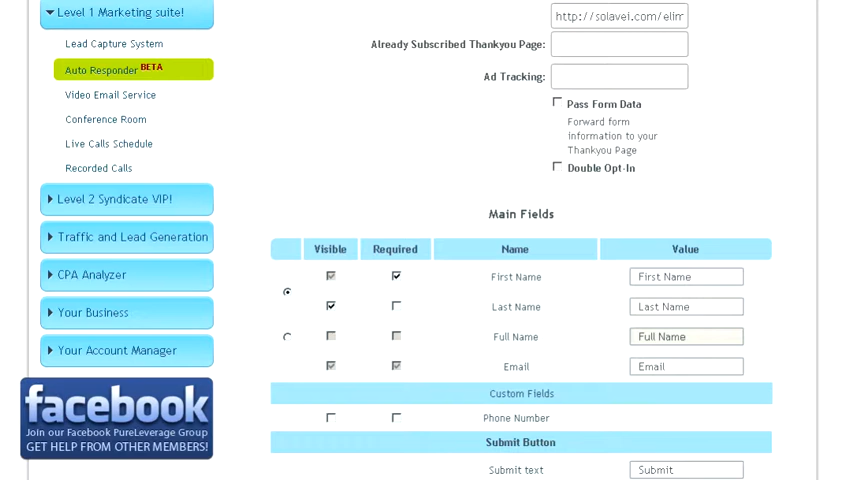 Level 1 Marketing suite!
Lead Capture System
Auto Responder BETA
Video Email Service
Conference Room
Live Calls Schedule
Recorded Calls
Level 2 Syndicate VIP!
Traffic and Lead Generation
CPA Analyzer
Your Business
Your Account Manager
facebook
Join our Facebook PureLeverage Group
GET HELP FROM OTHER MEMBERS!
http://solavei.com/elim
Already Subscribed Thankyou Page:
Ad Tracking:
Pass Form Data
Forward form
information to your
Thankyou Page
Double Opt-In
Main Fields
Visible Required Name Value
First Name First Name
Last Name Last Name
Full Name Full Name
Email Email
Custom Fields
Phone Number
Submit Button
Submit text Submit